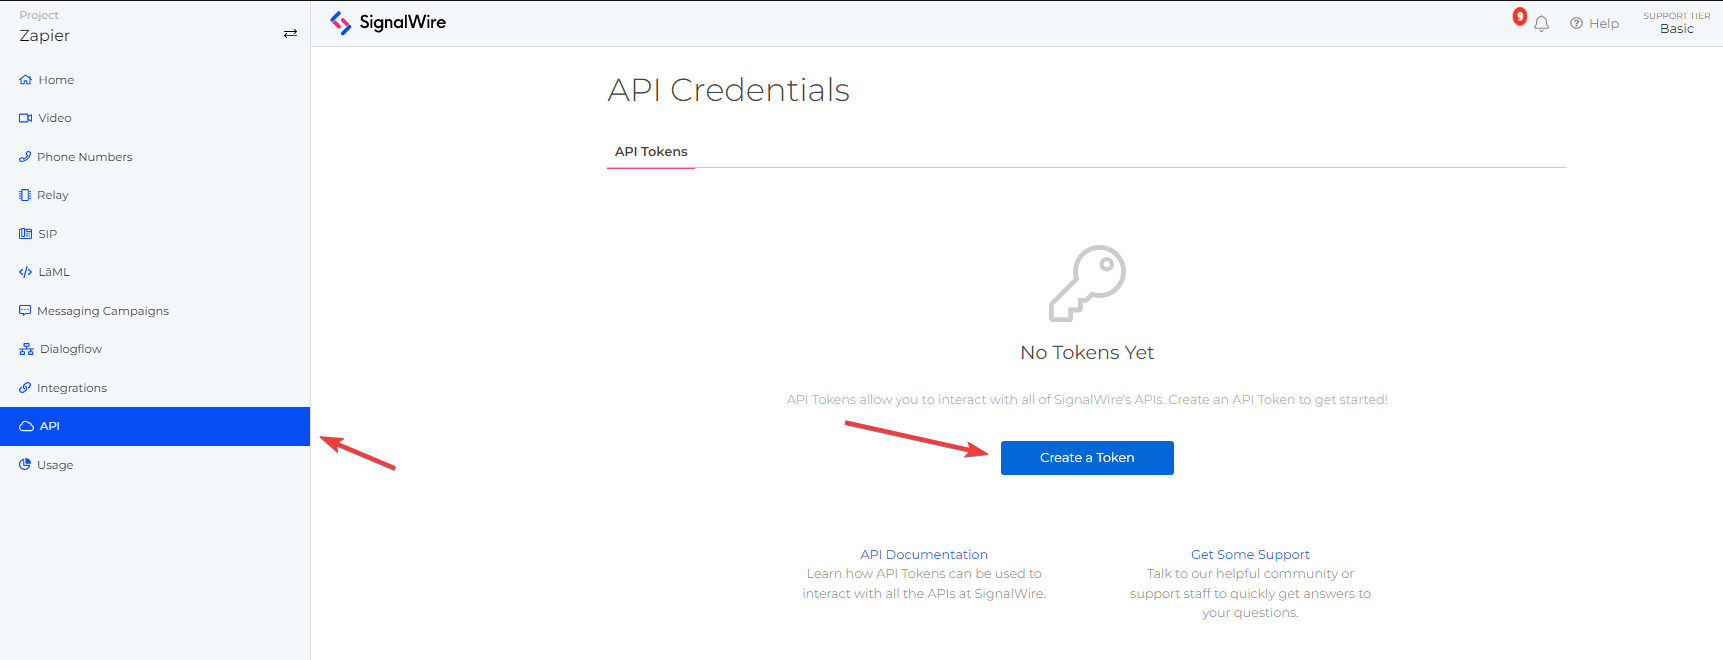 Project
Zapier
Home
Video
Phone Numbers
Relay
SIP
LāML
Messaging Campaigns
Dialogflow
Integrations
API
Usage
SignalWire
9
Help
SUPPORT TIER
Basic
API Credentials
API Tokens
No Tokens Yet
API Tokens allow you to interact with all of SignalWire's APIs. Create an API Token to get started!
Create a Token
API Documentation
Learn how API Tokens can be used to
interact with all the APIs at SignalWire.
Get Some Support
Talk to our helpful community or
support staff to quickly get answers to
your questions.